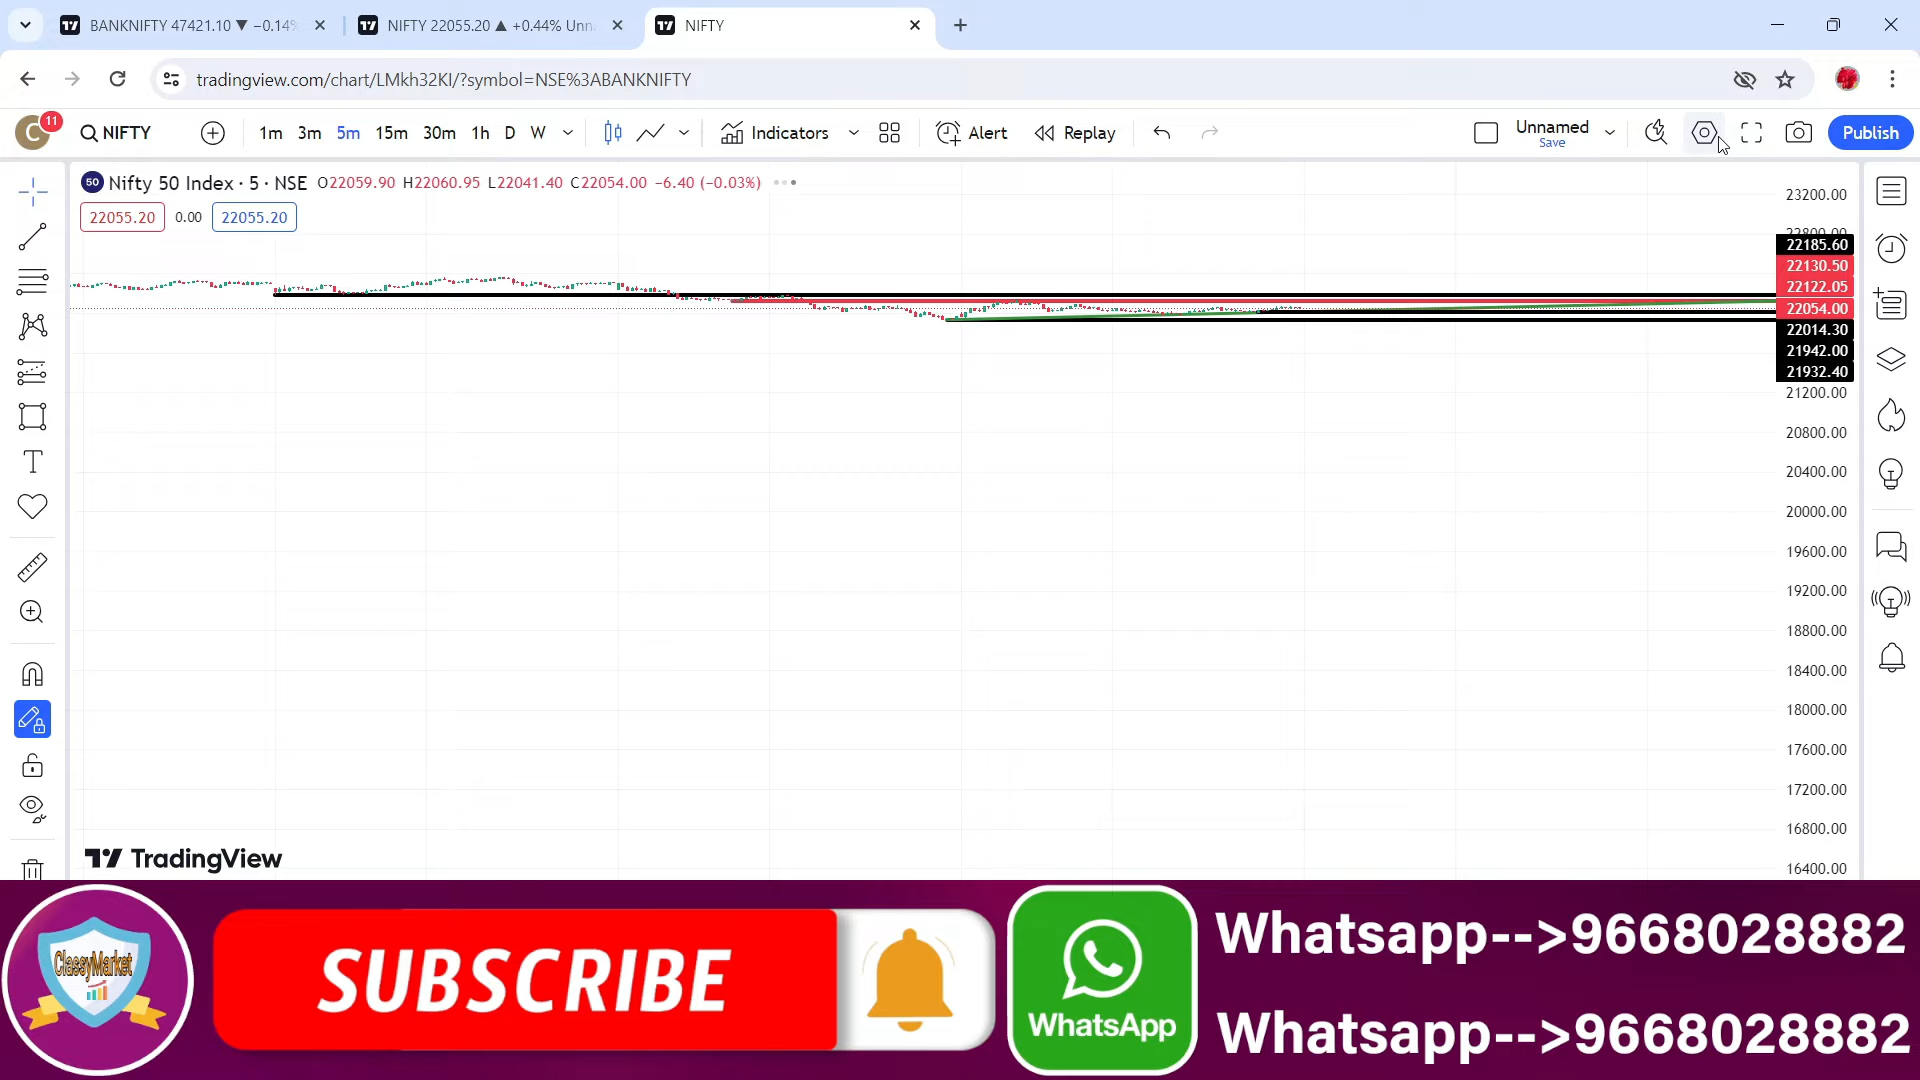 BANKNIFTY 47421.10 ▼ −0.14%
NIFTY 22055.20 ▲ +0.44% Unn
NIFTY
tradingview.com/chart/LMkh32KI/?symbol=NSE%3ABANKNIFTY
C 11
NIFTY 1m 3m 5m 15m 30m 1h D W Indicators Alert Replay Unnamed Publish
Save
50 Nifty 50 Index · 5 · NSE O22059.90 H22060.95 L22041.40 C22054.00 −6.40 (−0.03%)
22055.20 0.00 22055.20
23200.00
22185.60
22130.50
22122.05
22054.00
22014.30
21942.00
21932.40
21200.00
20800.00
20400.00
20000.00
19600.00
19200.00
18800.00
18400.00
18000.00
17600.00
17200.00
16800.00
16400.00
TradingView
ClassyMarket
SUBSCRIBE
WhatsApp
Whatsapp-->9668028882
Whatsapp-->9668028882